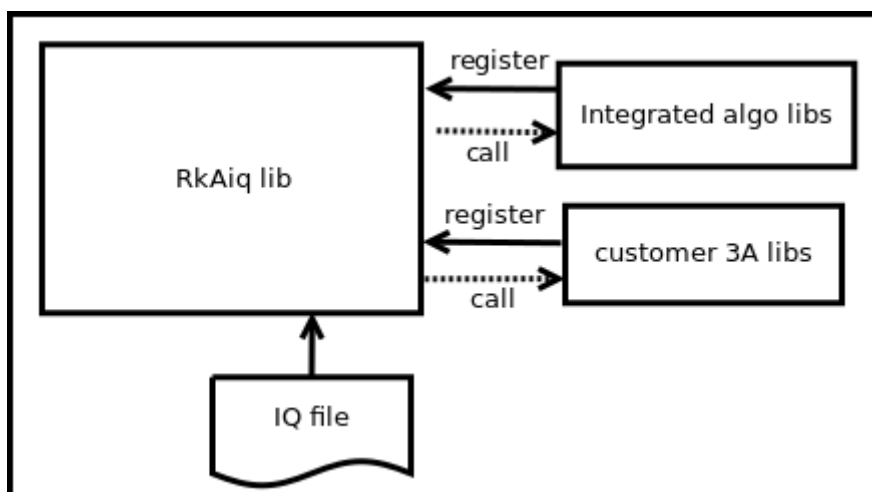 register
Integrated algo libs
call
RkAiq lib
register
customer 3A libs
call
IQ file